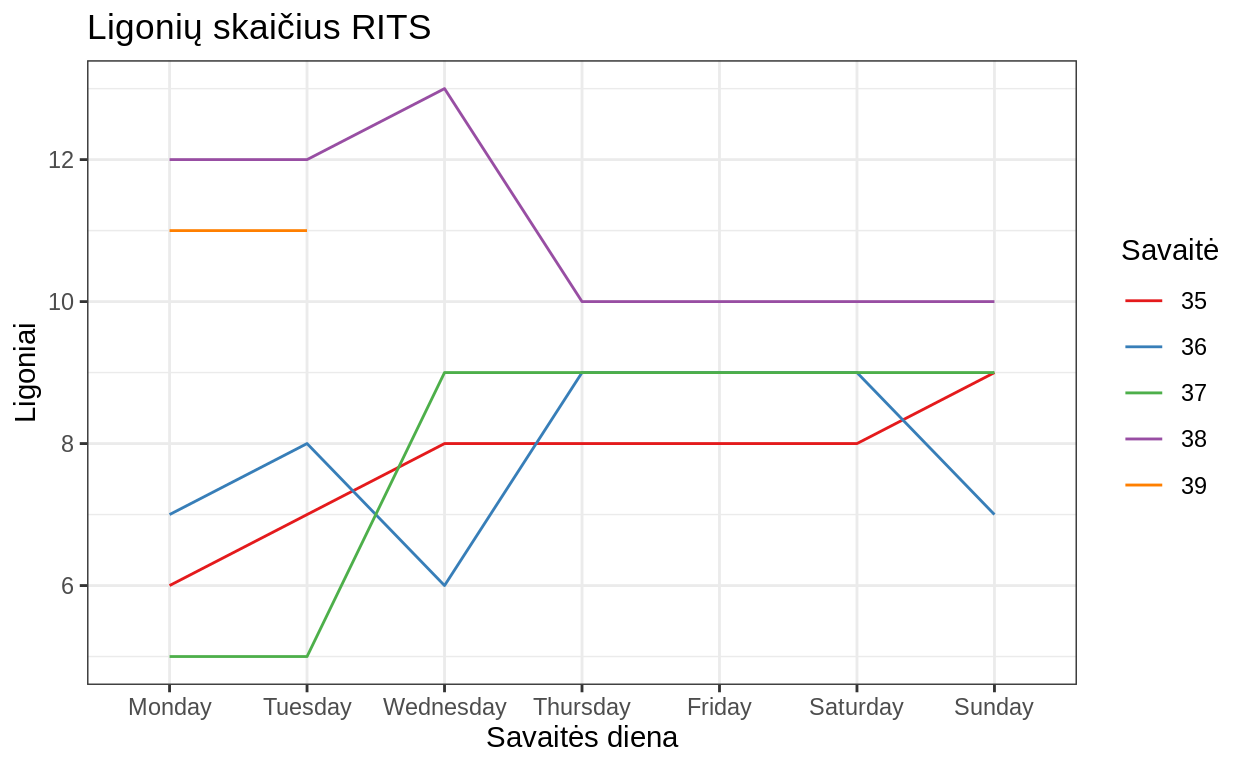 Ligonių skaičius RITS
Ligoniai
12
10
8
6
Monday Tuesday Wednesday Thursday Friday Saturday Sunday
Savaitės diena
Savaitė
35
36
37
38
39